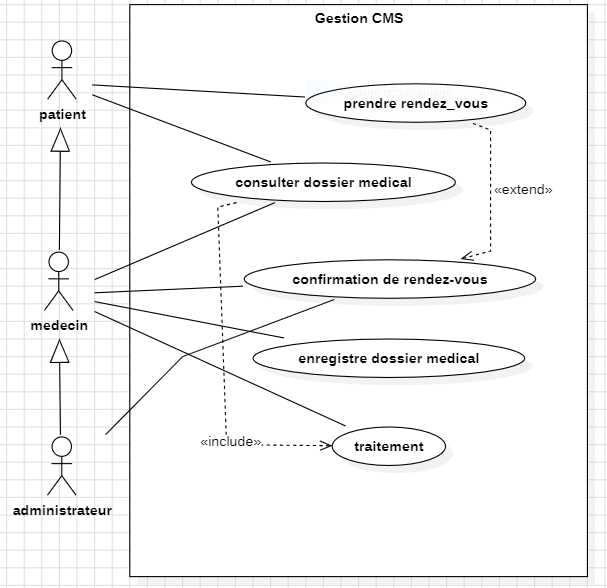 Gestion CMS
patient
prendre rendez_vous
consulter dossier medical
«extend»
medecin
confirmation de rendez-vous
enregistre dossier medical
«include»
traitement
administrateur